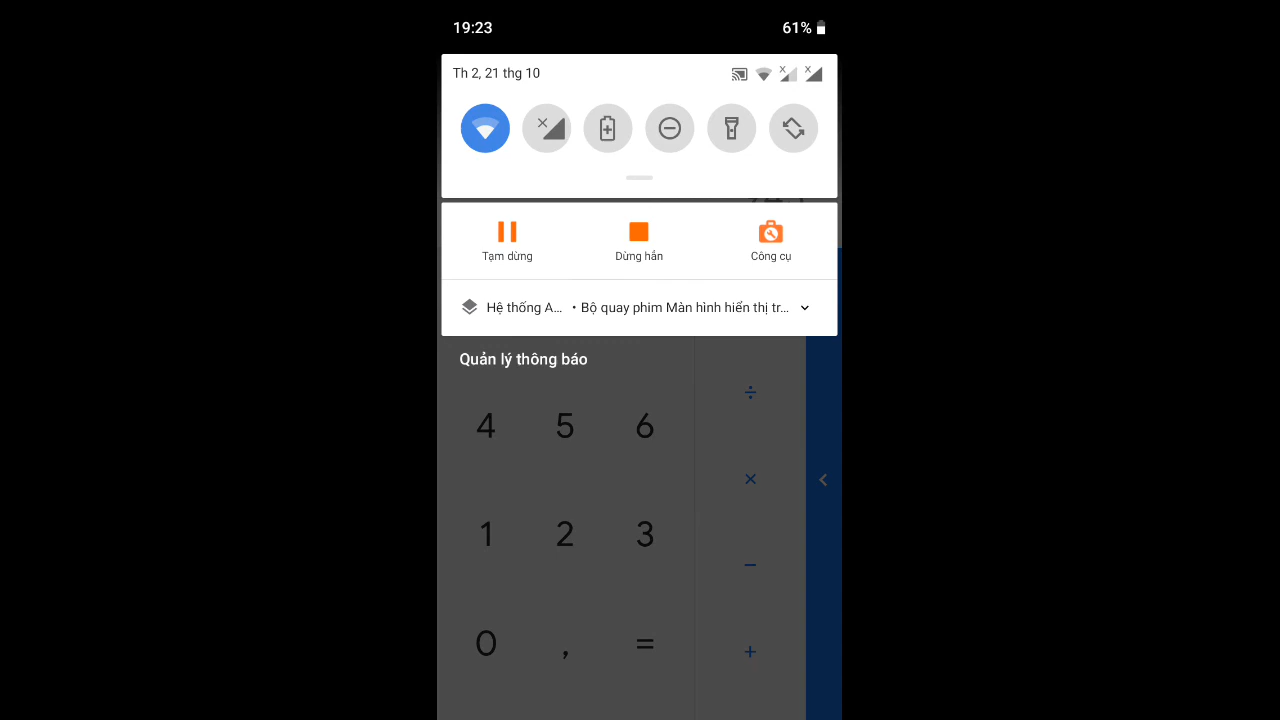 19:23 61%
Th 2, 21 thg 10
Tạm dừng Dừng hẳn Công cụ
Hệ thống A... • Bộ quay phim Màn hình hiển thị tr...
Quản lý thông báo
÷
4 5 6
×
1 2 3
−
0 , =
+